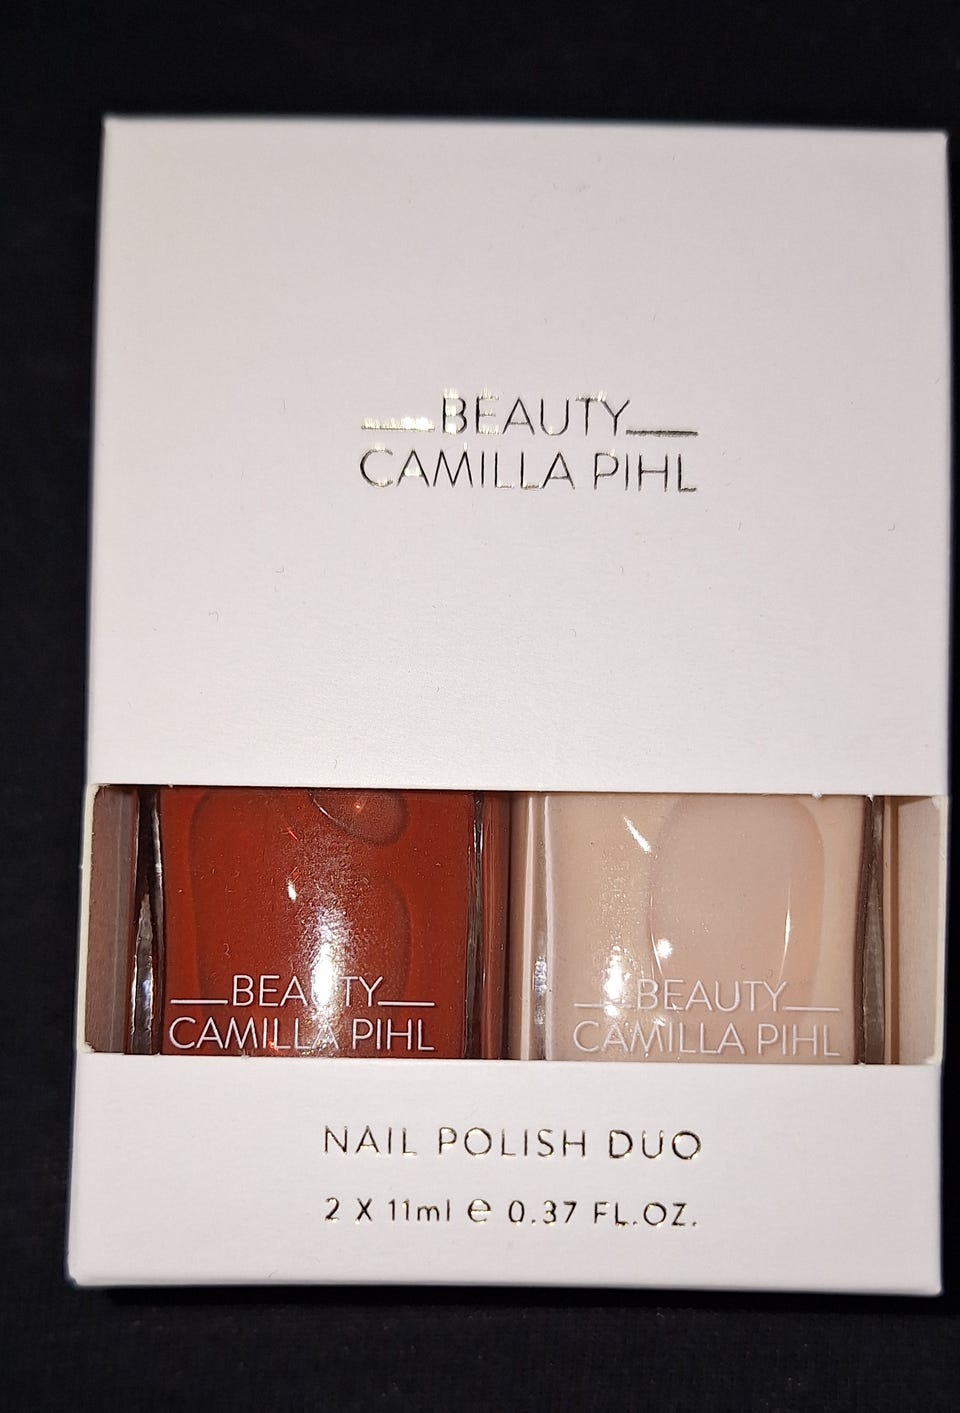 BEAUTY
CAMILLA PIHL
BEAUTY
CAMILLA PIHL
BEAUTY
CAMILLA PIHL
NAIL POLISH DUO
2 X 11ml ℮ 0.37 FL.OZ.